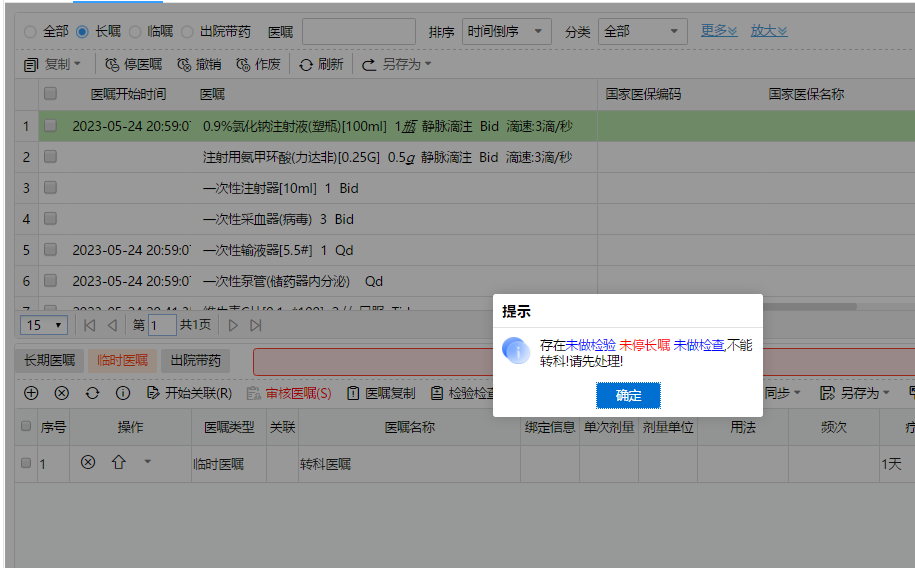 全部 长嘱 临嘱 出院带药 医嘱 排序 时间倒序 分类 全部 更多 放大
复制 停医嘱 撤销 作废 刷新 另存为
医嘱开始时间 医嘱 国家医保编码 国家医保名称
1 2023-05-24 20:59:0 0.9%氯化钠注射液(塑瓶)[100ml] 1瓶 静脉滴注 Bid 滴速:3滴/秒
2 注射用氨甲环酸(力达非)[0.25G] 0.5g 静脉滴注 Bid 滴速:3滴/秒
3 一次性注射器[10ml] 1 Bid
4 一次性采血器(病毒) 3 Bid
5 2023-05-24 20:59:0 一次性输液器[5.5#] 1 Qd
6 2023-05-24 20:59:0 一次性泵管(储药器内分泌) Qd
15 第 1 共1页
提示
存在未做检验 未停长嘱 未做检查,不能
转科!请先处理!
确定
长期医嘱 临时医嘱 出院带药
开始关联(R) 审核医嘱(S) 医嘱复制 检验检查 同步 另存为
序号 操作 医嘱类型 关联 医嘱名称 绑定信息 单次剂量 剂量单位 用法 频次
1 临时医嘱 转科医嘱 1天